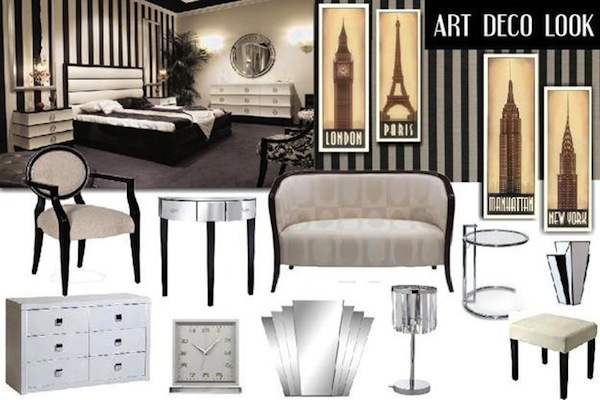 ART DECO LOOK
LONDON
PARIS
MANHATTAN
NEW YORK